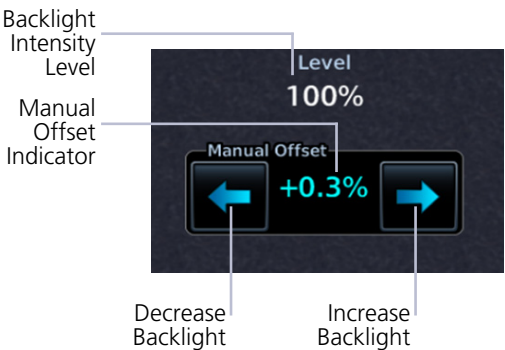 Backlight
Intensity
Level
Level
100%
Manual
Offset
Indicator
Manual Offset
+0.3%
Decrease
Backlight
Increase
Backlight